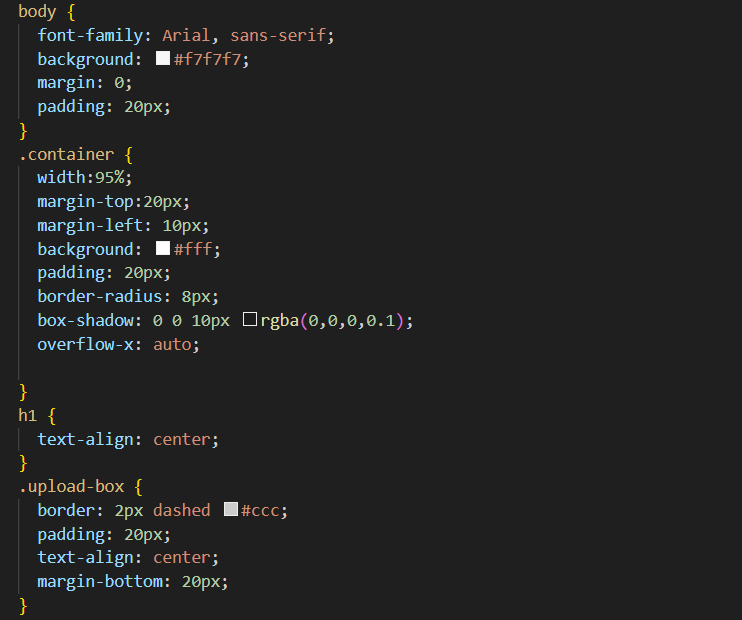 body {
  font-family: Arial, sans-serif;
  background: #f7f7f7;
  margin: 0;
  padding: 20px;
}
.container {
  width:95%;
  margin-top:20px;
  margin-left: 10px;
  background: #fff;
  padding: 20px;
  border-radius: 8px;
  box-shadow: 0 0 10px rgba(0,0,0,0.1);
  overflow-x: auto;

}
h1 {
  text-align: center;
}
.upload-box {
  border: 2px dashed #ccc;
  padding: 20px;
  text-align: center;
  margin-bottom: 20px;
}